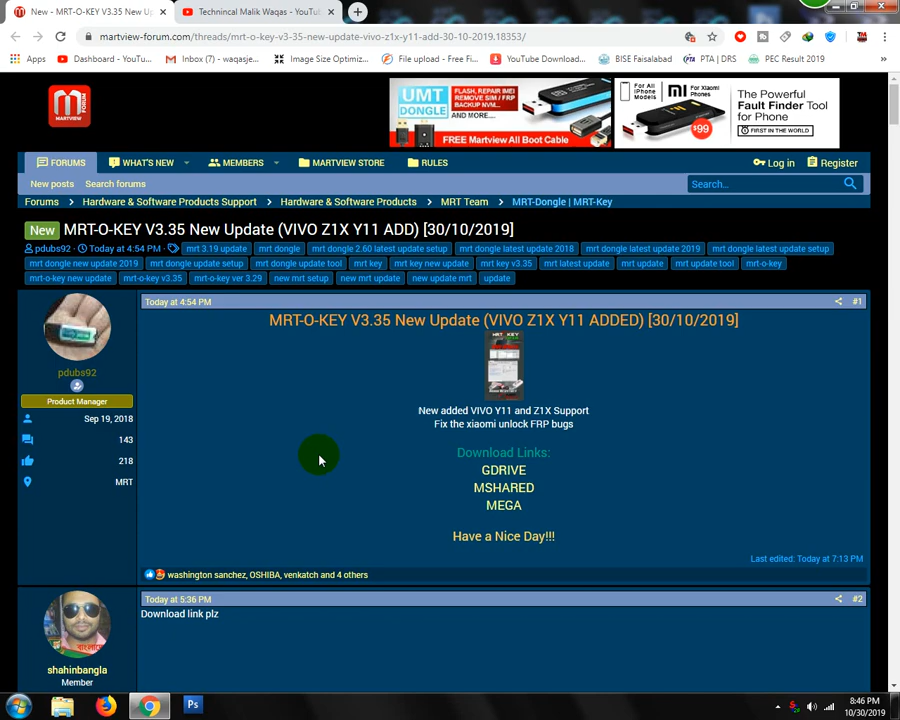 New - MRT-O-KEY V3.35 New Up
Technincal Malik Waqas - YouTu
martview-forum.com/threads/mrt-o-key-v3-35-new-update-vivo-z1x-y11-add-30-10-2019.18353/
Apps Dashboard - YouTu... Inbox (7) - waqasjee... Image Size Optimiz... File upload - Free Fi... YouTube Download... BISE Faisalabad PTA | DRS PEC Result 2019 »
MARTVIEW
FORUM
UMT
DONGLE
FLASH, REPAIR IMEI
REMOVE SIM / FRP
BACKUP NVM...
AND MORE...
FREE Martview All Boot Cable
For All
iPhone Models
For Xiaomi
Phones
$99
The Powerful
Fault Finder Tool
for Phone
FIRST IN THE WORLD
FORUMS WHAT'S NEW MEMBERS MARTVIEW STORE RULES Log in Register
New posts Search forums Search...
Forums > Hardware & Software Products Support > Hardware & Software Products > MRT Team > MRT-Dongle | MRT-Key
New MRT-O-KEY V3.35 New Update (VIVO Z1X Y11 ADD) [30/10/2019]
pdubs92 · Today at 4:54 PM · mrt 3.19 update mrt dongle mrt dongle 2.60 latest update setup mrt dongle latest update 2018 mrt dongle latest update 2019 mrt dongle latest update setup
mrt dongle new update 2019 mrt dongle update setup mrt dongle update tool mrt key mrt key new update mrt key v3.35 mrt latest update mrt update mrt update tool mrt-o-key
mrt-o-key new update mrt-o-key v3.35 mrt-o-key ver 3.29 new mrt setup new mrt update new update mrt update
Today at 4:54 PM #1
pdubs92
Product Manager
Sep 19, 2018
143
218
MRT
MRT-O-KEY V3.35 New Update (VIVO Z1X Y11 ADDED) [30/10/2019]
New added VIVO Y11 and Z1X Support
Fix the xiaomi unlock FRP bugs
Download Links:
GDRIVE
MSHARED
MEGA
Have a Nice Day!!!
Last edited: Today at 7:13 PM
washington sanchez, OSHIBA, venkatch and 4 others
Today at 5:36 PM #2
Download link plz
shahinbangla
Member
Ps
8:46 PM
10/30/2019